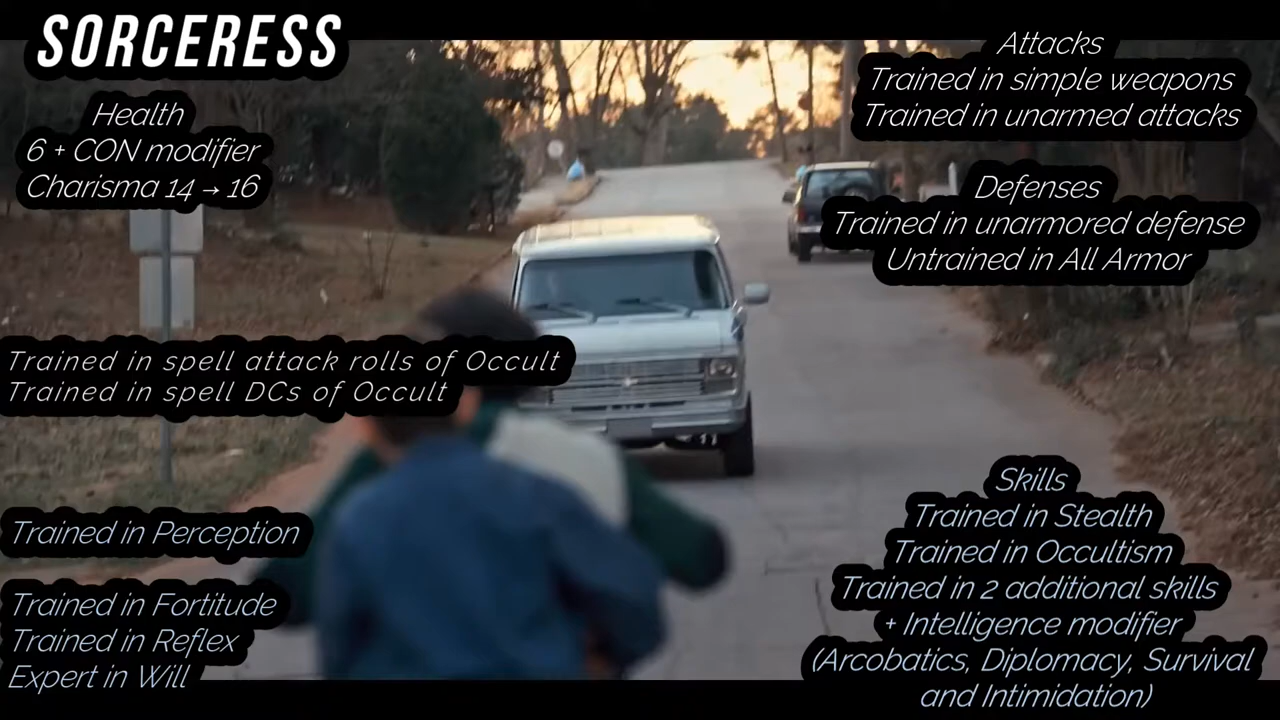 SORCERESS
Health
6 + CON modifier
Charisma 14 → 16
Trained in spell attack rolls of Occult
Trained in spell DCs of Occult
Trained in Perception
Trained in Fortitude
Trained in Reflex
Expert in Will
Attacks
Trained in simple weapons
Trained in unarmed attacks
Defenses
Trained in unarmored defense
Untrained in All Armor
Skills
Trained in Stealth
Trained in Occultism
Trained in 2 additional skills
+ Intelligence modifier
(Arcobatics, Diplomacy, Survival
and Intimidation)